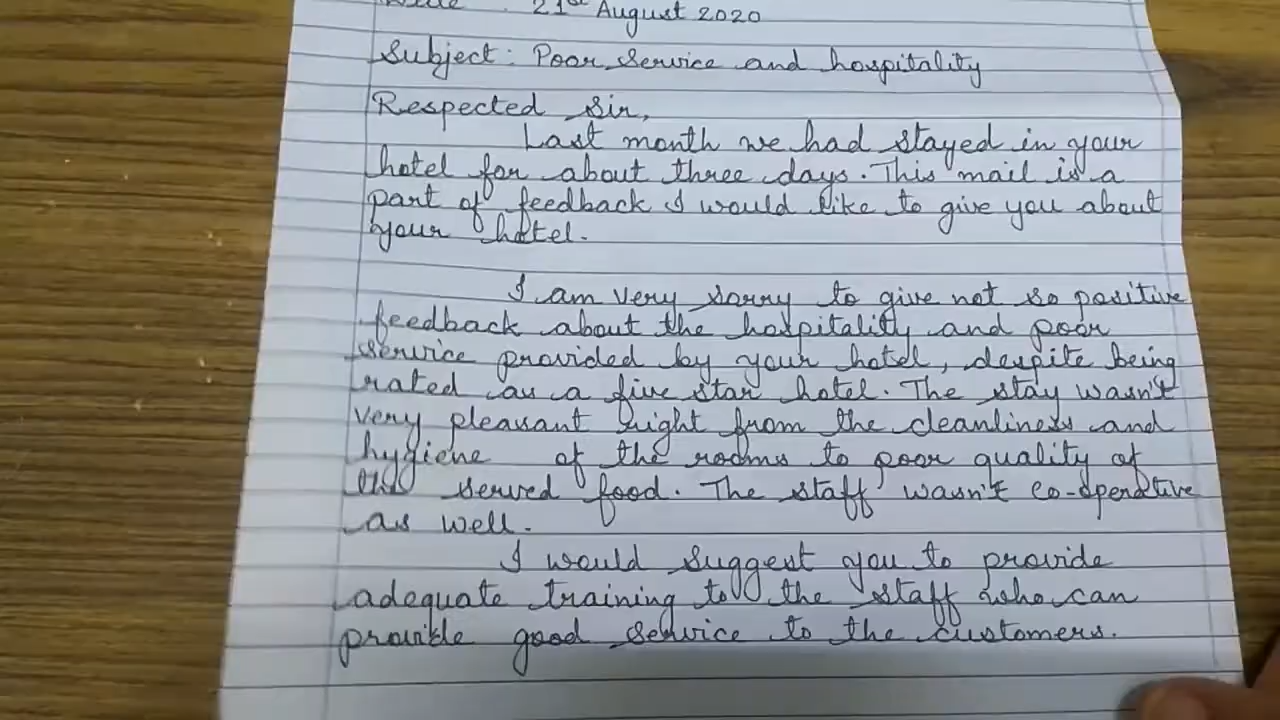 21st August 2020
Subject: Poor service and hospitality
Respected Sir,
Last month we had stayed in your
hotel for about three days. This mail is a
part of feedback I would like to give you about
your hotel.
I am very sorry to give not so positive
feedback about the hospitality and poor
service provided by your hotel, despite being
rated as a five star hotel. The stay wasn't
very pleasant right from the cleanliness and
hygiene of the rooms to poor quality of
the served food. The staff wasn't co-operative
as well.
I would suggest you to provide
adequate training to the staff who can
provide good service to the customers.